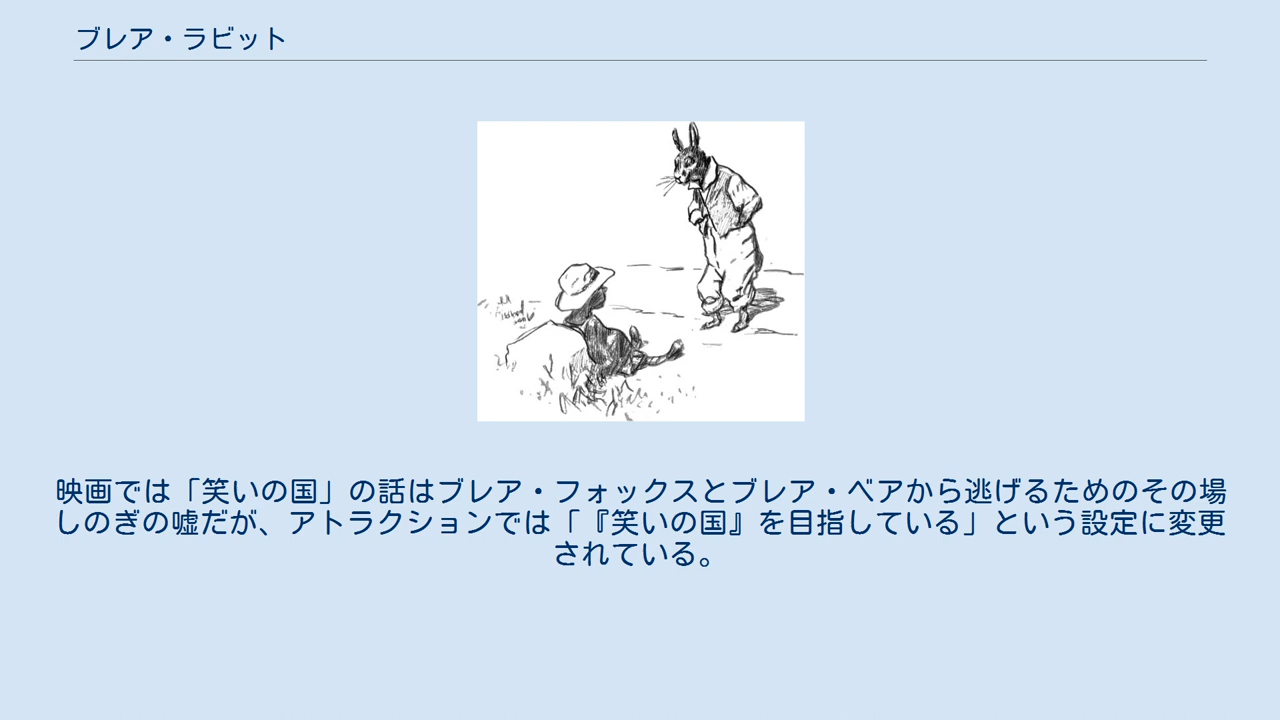 ブレア・ラビット
映画では「笑いの国」の話はブレア・フォックスとブレア・ベアから逃げるためのその場
しのぎの嘘だが、アトラクションでは「『笑いの国』を目指している」という設定に変更
されている。